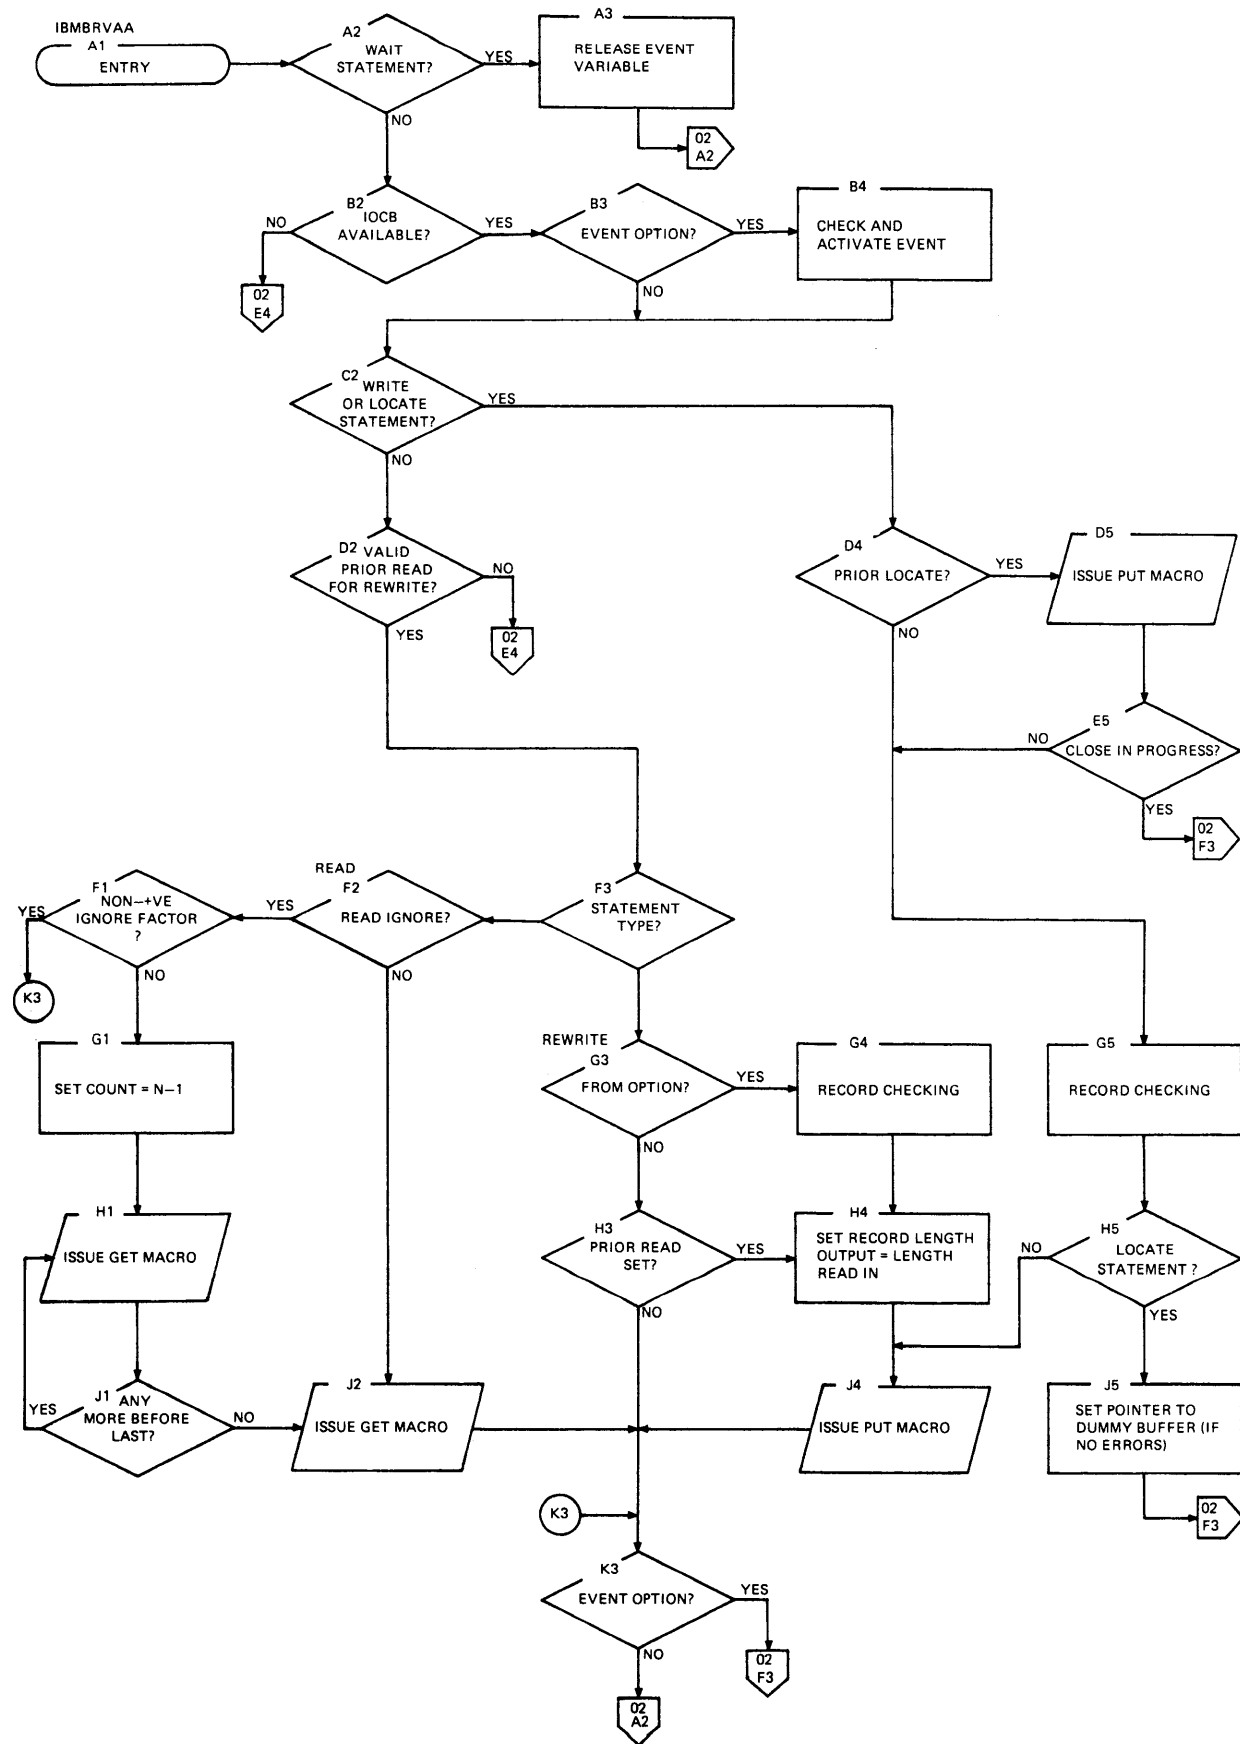 IBMBRVAA
A1
ENTRY
A2
WAIT
STATEMENT?
YES
NO
A3
RELEASE EVENT
VARIABLE
02
A2
B2
IOCB
AVAILABLE?
NO
YES
02
E4
B3
EVENT OPTION?
YES
NO
B4
CHECK AND
ACTIVATE EVENT
C2
WRITE
OR LOCATE
STATEMENT?
YES
NO
D2
VALID
PRIOR READ
FOR REWRITE?
NO
YES
02
E4
D4
PRIOR LOCATE?
YES
NO
D5
ISSUE PUT MACRO
E5
CLOSE IN PROGRESS?
NO
YES
02
F3
F1
NON-+VE
IGNORE FACTOR
?
YES
NO
K3
READ
F2
READ IGNORE?
YES
NO
F3
STATEMENT
TYPE?
G1
SET COUNT = N-1
REWRITE
G3
FROM OPTION?
YES
NO
G4
RECORD CHECKING
G5
RECORD CHECKING
H1
ISSUE GET MACRO
H3
PRIOR READ
SET?
YES
NO
H4
SET RECORD LENGTH
OUTPUT = LENGTH
READ IN
H5
LOCATE
STATEMENT ?
NO
YES
J1
ANY
MORE BEFORE
LAST?
YES
NO
J2
ISSUE GET MACRO
J4
ISSUE PUT MACRO
J5
SET POINTER TO
DUMMY BUFFER (IF
NO ERRORS)
02
F3
K3
K3
EVENT OPTION?
YES
NO
02
F3
02
A2